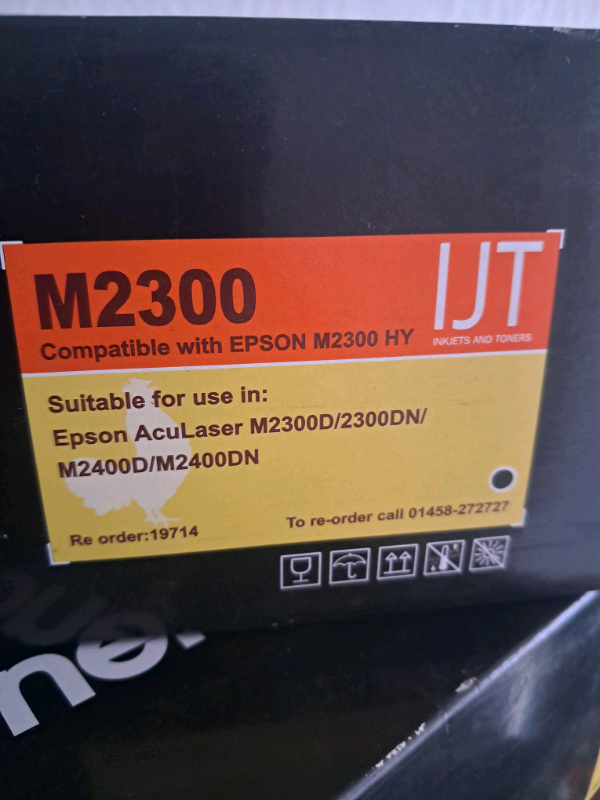 M2300
Compatible with EPSON M2300 HY
IJT
INKJETS AND TONERS
Suitable for use in:
Epson AcuLaser M2300D/2300DN/
M2400D/M2400DN
Re order:19714
To re-order call 01458-272727